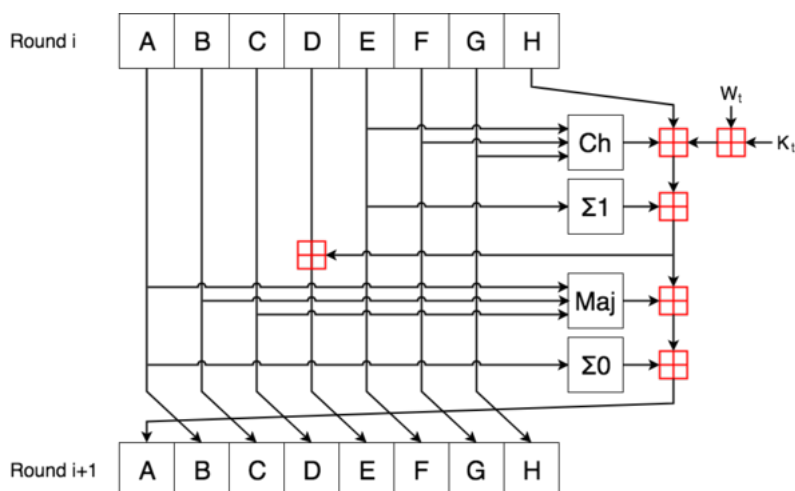 Round i A B C D E F G H
Wt
Ch Kt
Σ1
Maj
Σ0
Round i+1 A B C D E F G H